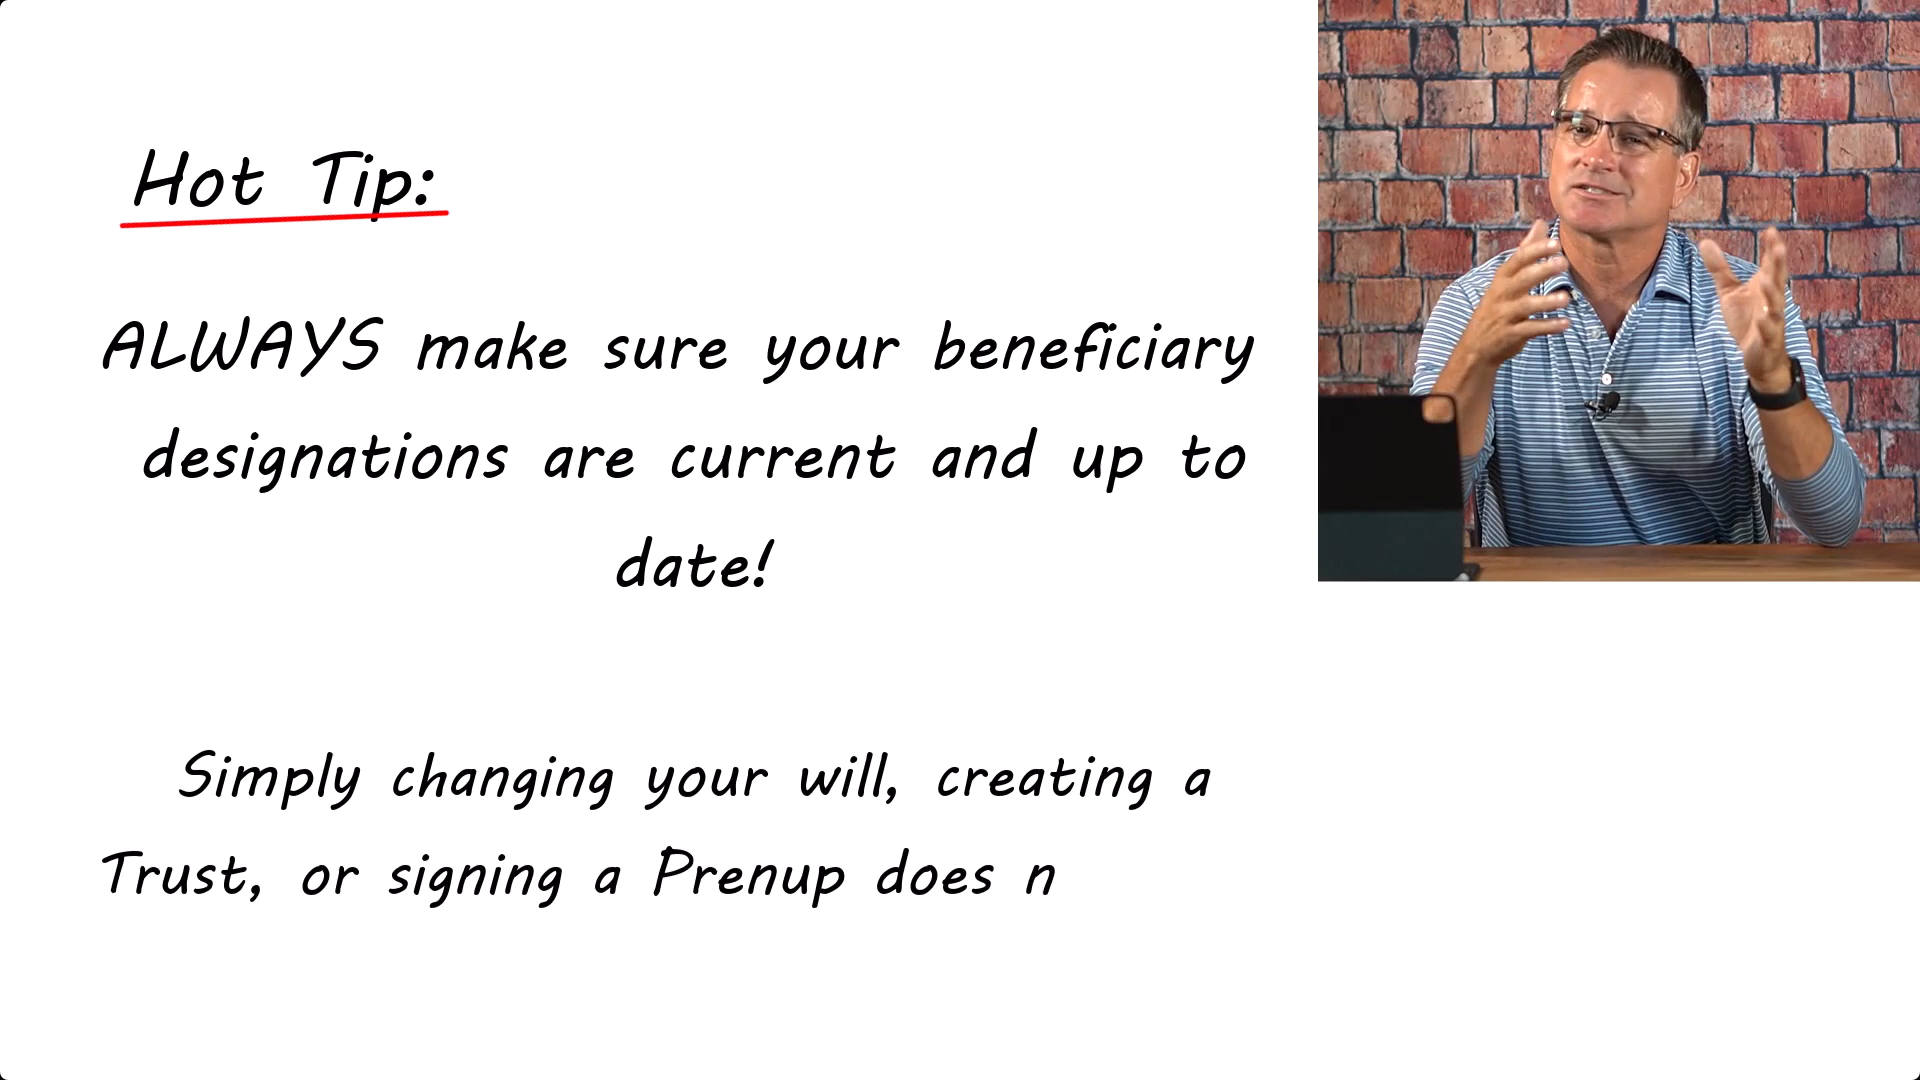 Hot Tip:
ALWAYS make sure your beneficiary
designations are current and up to
date!
Simply changing your will, creating a
Trust, or signing a Prenup does n